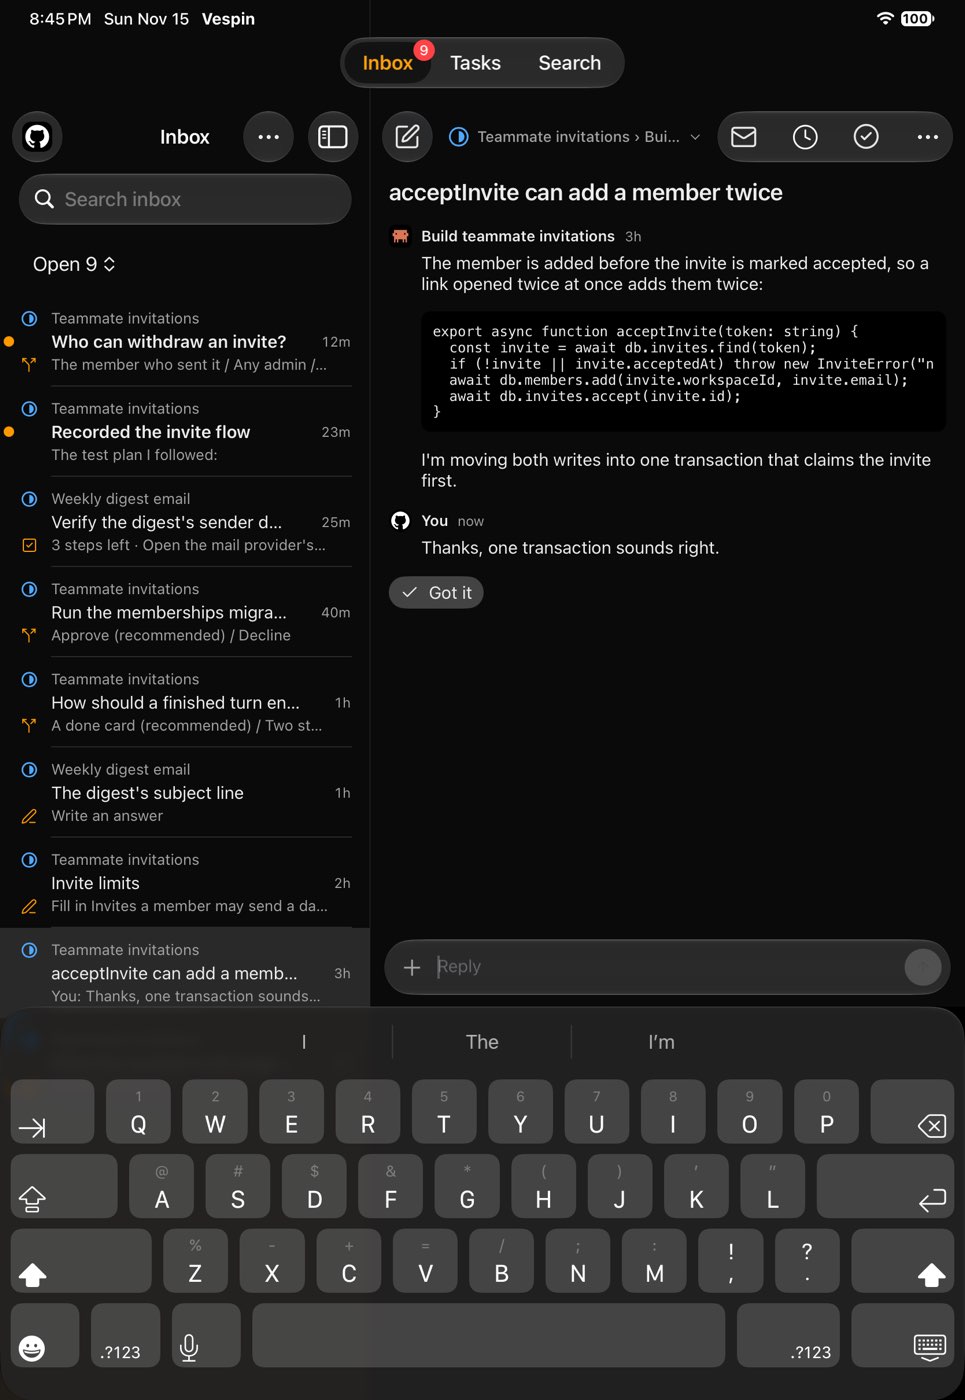 8:45 PM Sun Nov 15 Vespin
100
Inbox 9 Tasks Search
Inbox
Search inbox
Open 9
Teammate invitations
Who can withdraw an invite? 12m
The member who sent it / Any admin /...
Teammate invitations
Recorded the invite flow 23m
The test plan I followed:
Weekly digest email
Verify the digest's sender d... 25m
3 steps left · Open the mail provider's...
Teammate invitations
Run the memberships migra... 40m
Approve (recommended) / Decline
Teammate invitations
How should a finished turn en... 1h
A done card (recommended) / Two st...
Weekly digest email
The digest's subject line 1h
Write an answer
Teammate invitations
Invite limits 2h
Fill in Invites a member may send a da...
Teammate invitations
acceptInvite can add a memb... 3h
You: Thanks, one transaction sounds...
Teammate invitations › Bui...
acceptInvite can add a member twice
Build teammate invitations 3h
The member is added before the invite is marked accepted, so a
link opened twice at once adds them twice:
export async function acceptInvite(token: string) {
const invite = await db.invites.find(token);
if (!invite || invite.acceptedAt) throw new InviteError("n
await db.members.add(invite.workspaceId, invite.email);
await db.invites.accept(invite.id);
}
I'm moving both writes into one transaction that claims the invite
first.
You now
Thanks, one transaction sounds right.
Got it
Reply
I The I'm
1 2 3 4 5 6 7 8 9 0
Q W E R T Y U I O P
@ # $ & * ( ) ' "
A S D F G H J K L
% - + = / ; : ! ?
Z X C V B N M , .
.?123 .?123